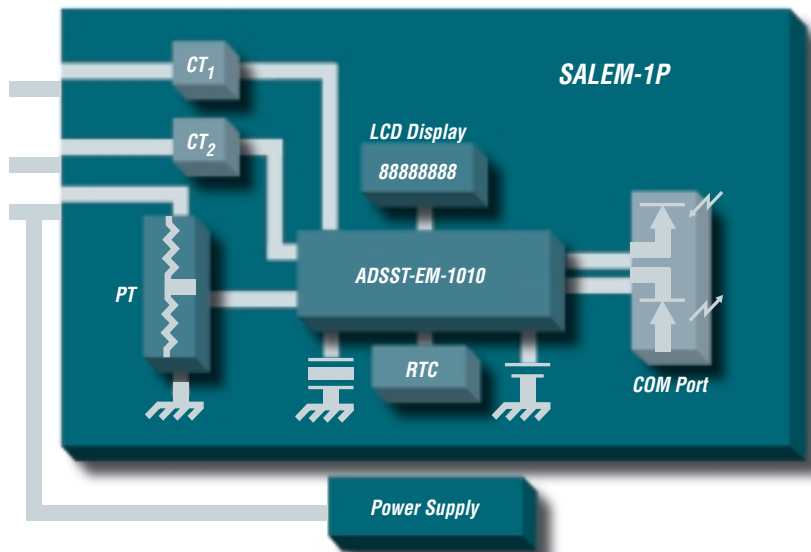 CT1
SALEM-1P
CT2
LCD Display
88888888
ADSST-EM-1010
PT
RTC
COM Port
Power Supply